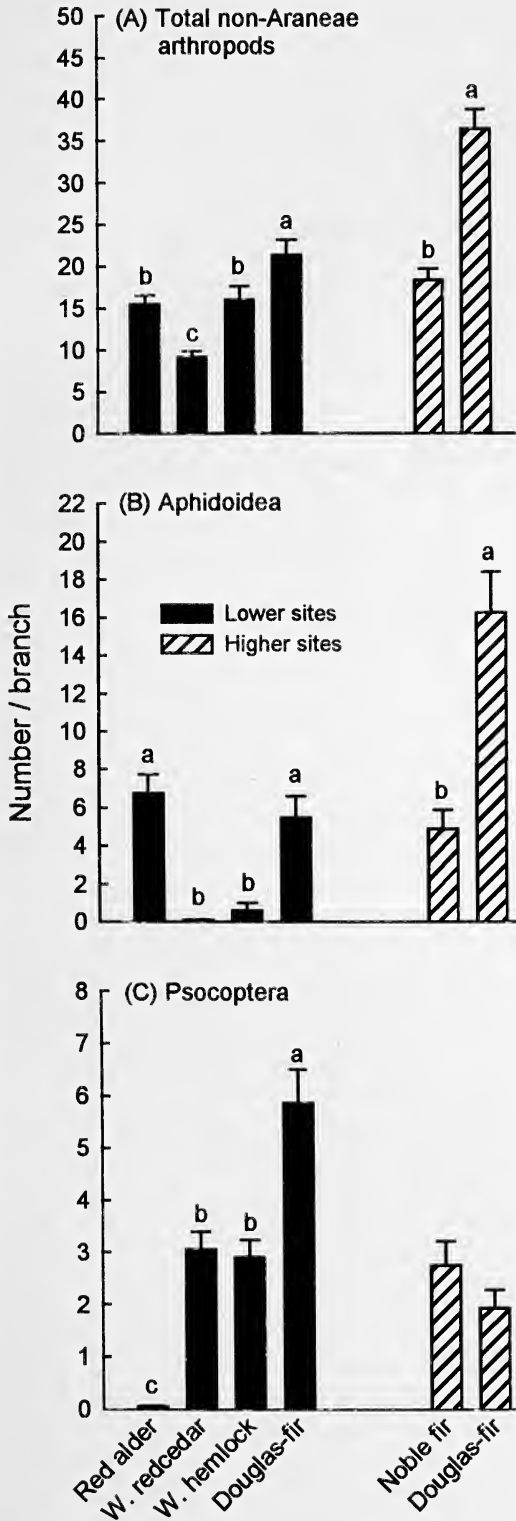 (A) Total non-Araneae
arthropods
50
45
40
35
30
25
20
15
10
5
0
b
c
b
a
b
a
(B) Aphidoidea
22
20
18
16
14
12
10
8
6
4
2
0
Number / branch
Lower sites
Higher sites
a
b
b
a
b
a
(C) Psocoptera
8
7
6
5
4
3
2
1
0
c
b
b
a
Red alder
W. redcedar
W. hemlock
Douglas-fir
Noble fir
Douglas-fir